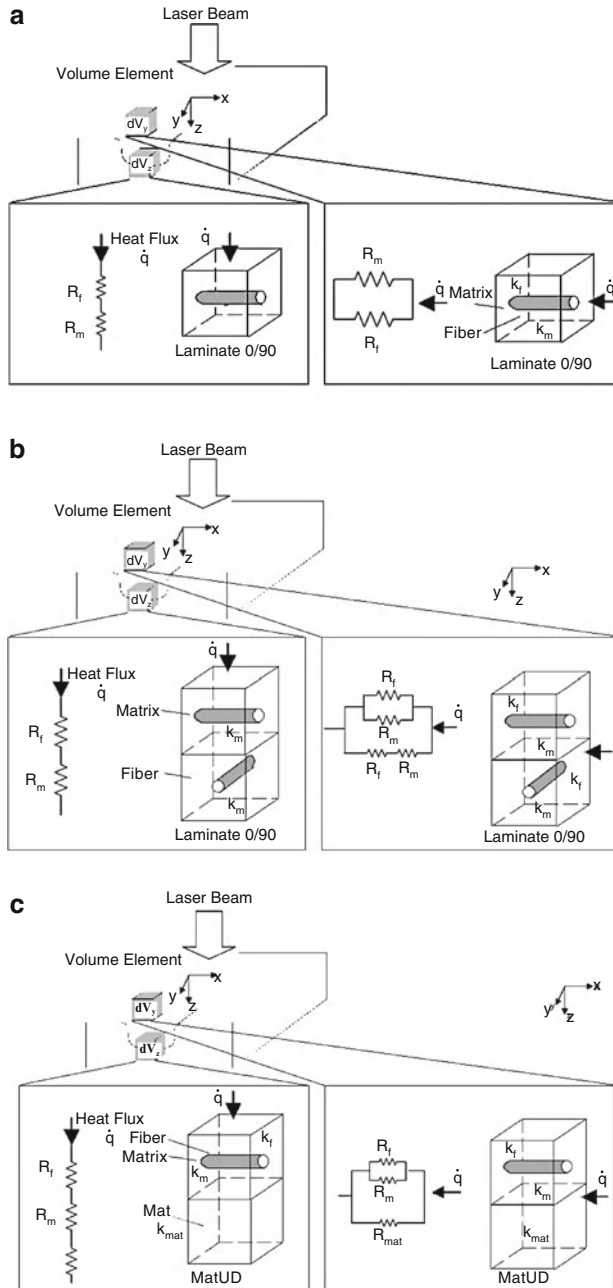 a
Laser Beam
Volume Element
x
y
z
dVy
dVz
Heat Flux
q̇
q̇
Rf
Rm
Laminate 0/90
Rm
Rf
q̇
Matrix
Fiber
kf
km
q̇
Laminate 0/90
b
Laser Beam
Volume Element
x
y
z
dVy
dVz
x
y
z
Heat Flux
q̇
q̇
Rf
Rm
Matrix
km
Fiber
km
Laminate 0/90
Rf
Rm
Rf Rm
q̇
kf
km
kf
km
Laminate 0/90
c
Laser Beam
Volume Element
x
y
z
dVy
dVz
x
y
z
Heat Flux
q̇
q̇
Rf
Rm
Fiber
Matrix
kf
km
Mat
kmat
MatUD
Rf
Rm
Rmat
q̇
kf
km
q̇
kmat
MatUD